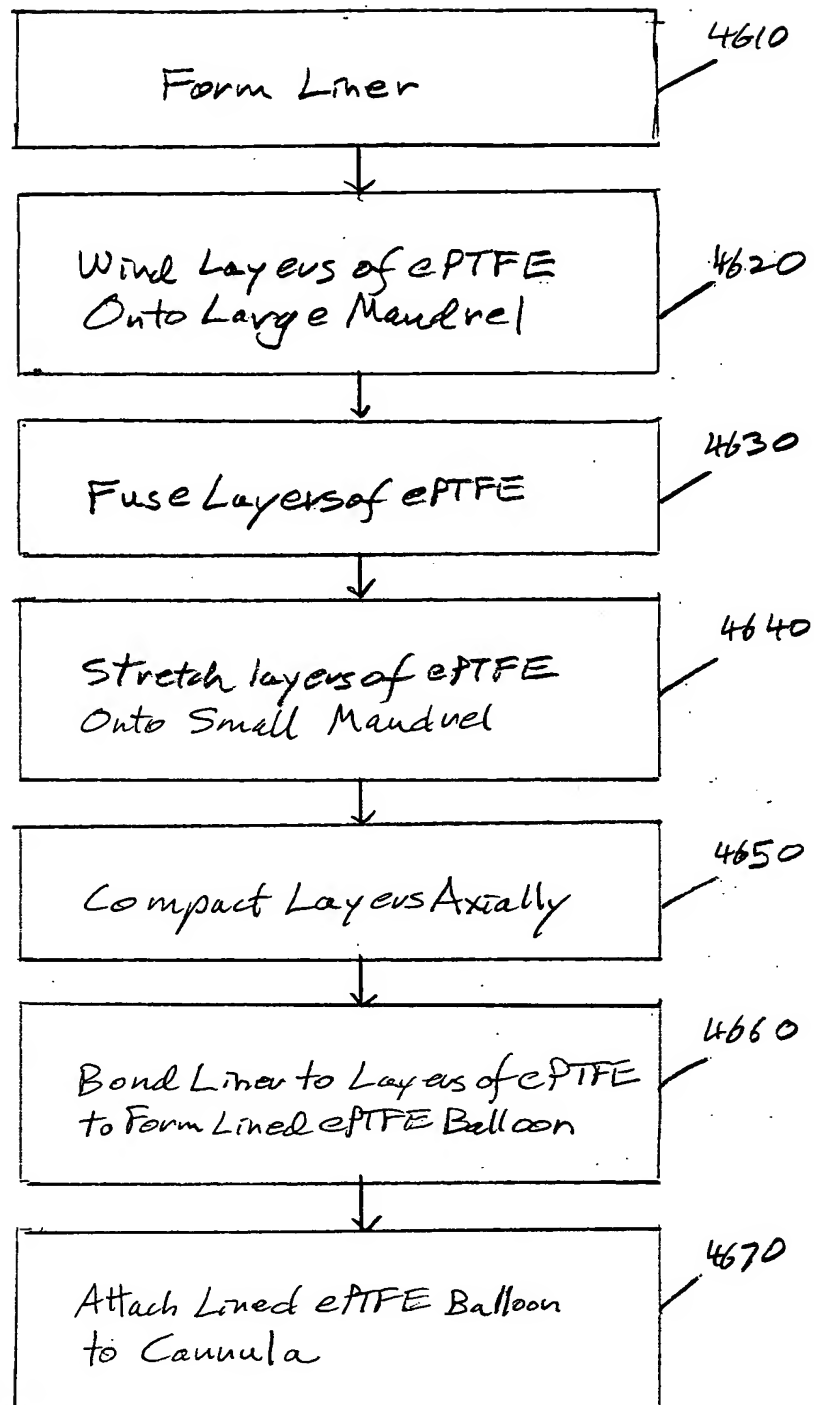 4610
Form Liner
4620
Wind Layers of ePTFE
Onto Large Mandrel
4630
Fuse Layers of ePTFE
4640
Stretch layers of ePTFE
Onto Small Mandrel
4650
Compact Layers Axially
4660
Bond Liner to Layers of ePTFE
to Form Lined ePTFE Balloon
4670
Attach Lined ePTFE Balloon
to Cannula